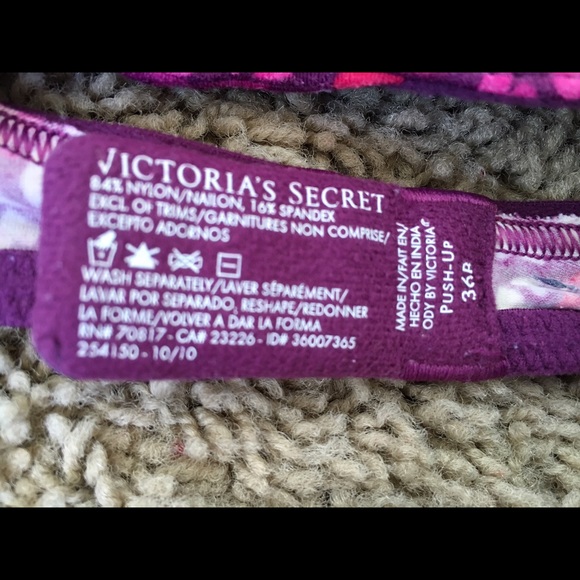 VICTORIA'S SECRET
84% NYLON/NAILON, 16% SPANDEX
EXCL OF TRIMS/GARNITURES NON COMPRISE/
EXCEPTO ADORNOS
WASH SEPARATELY/LAVER SÉPARÉMENT/
LAVAR POR SEPARADO, RESHAPE/REDONNER
LA FORME/VOLVER A DAR LA FORMA
RN# 70817 - CA# 23226 - ID# 36007365
254150 - 10/10
MADE IN/FAIT EN/
HECHO EN INDIA
ODY BY VICTORIA
PUSH-UP
36B